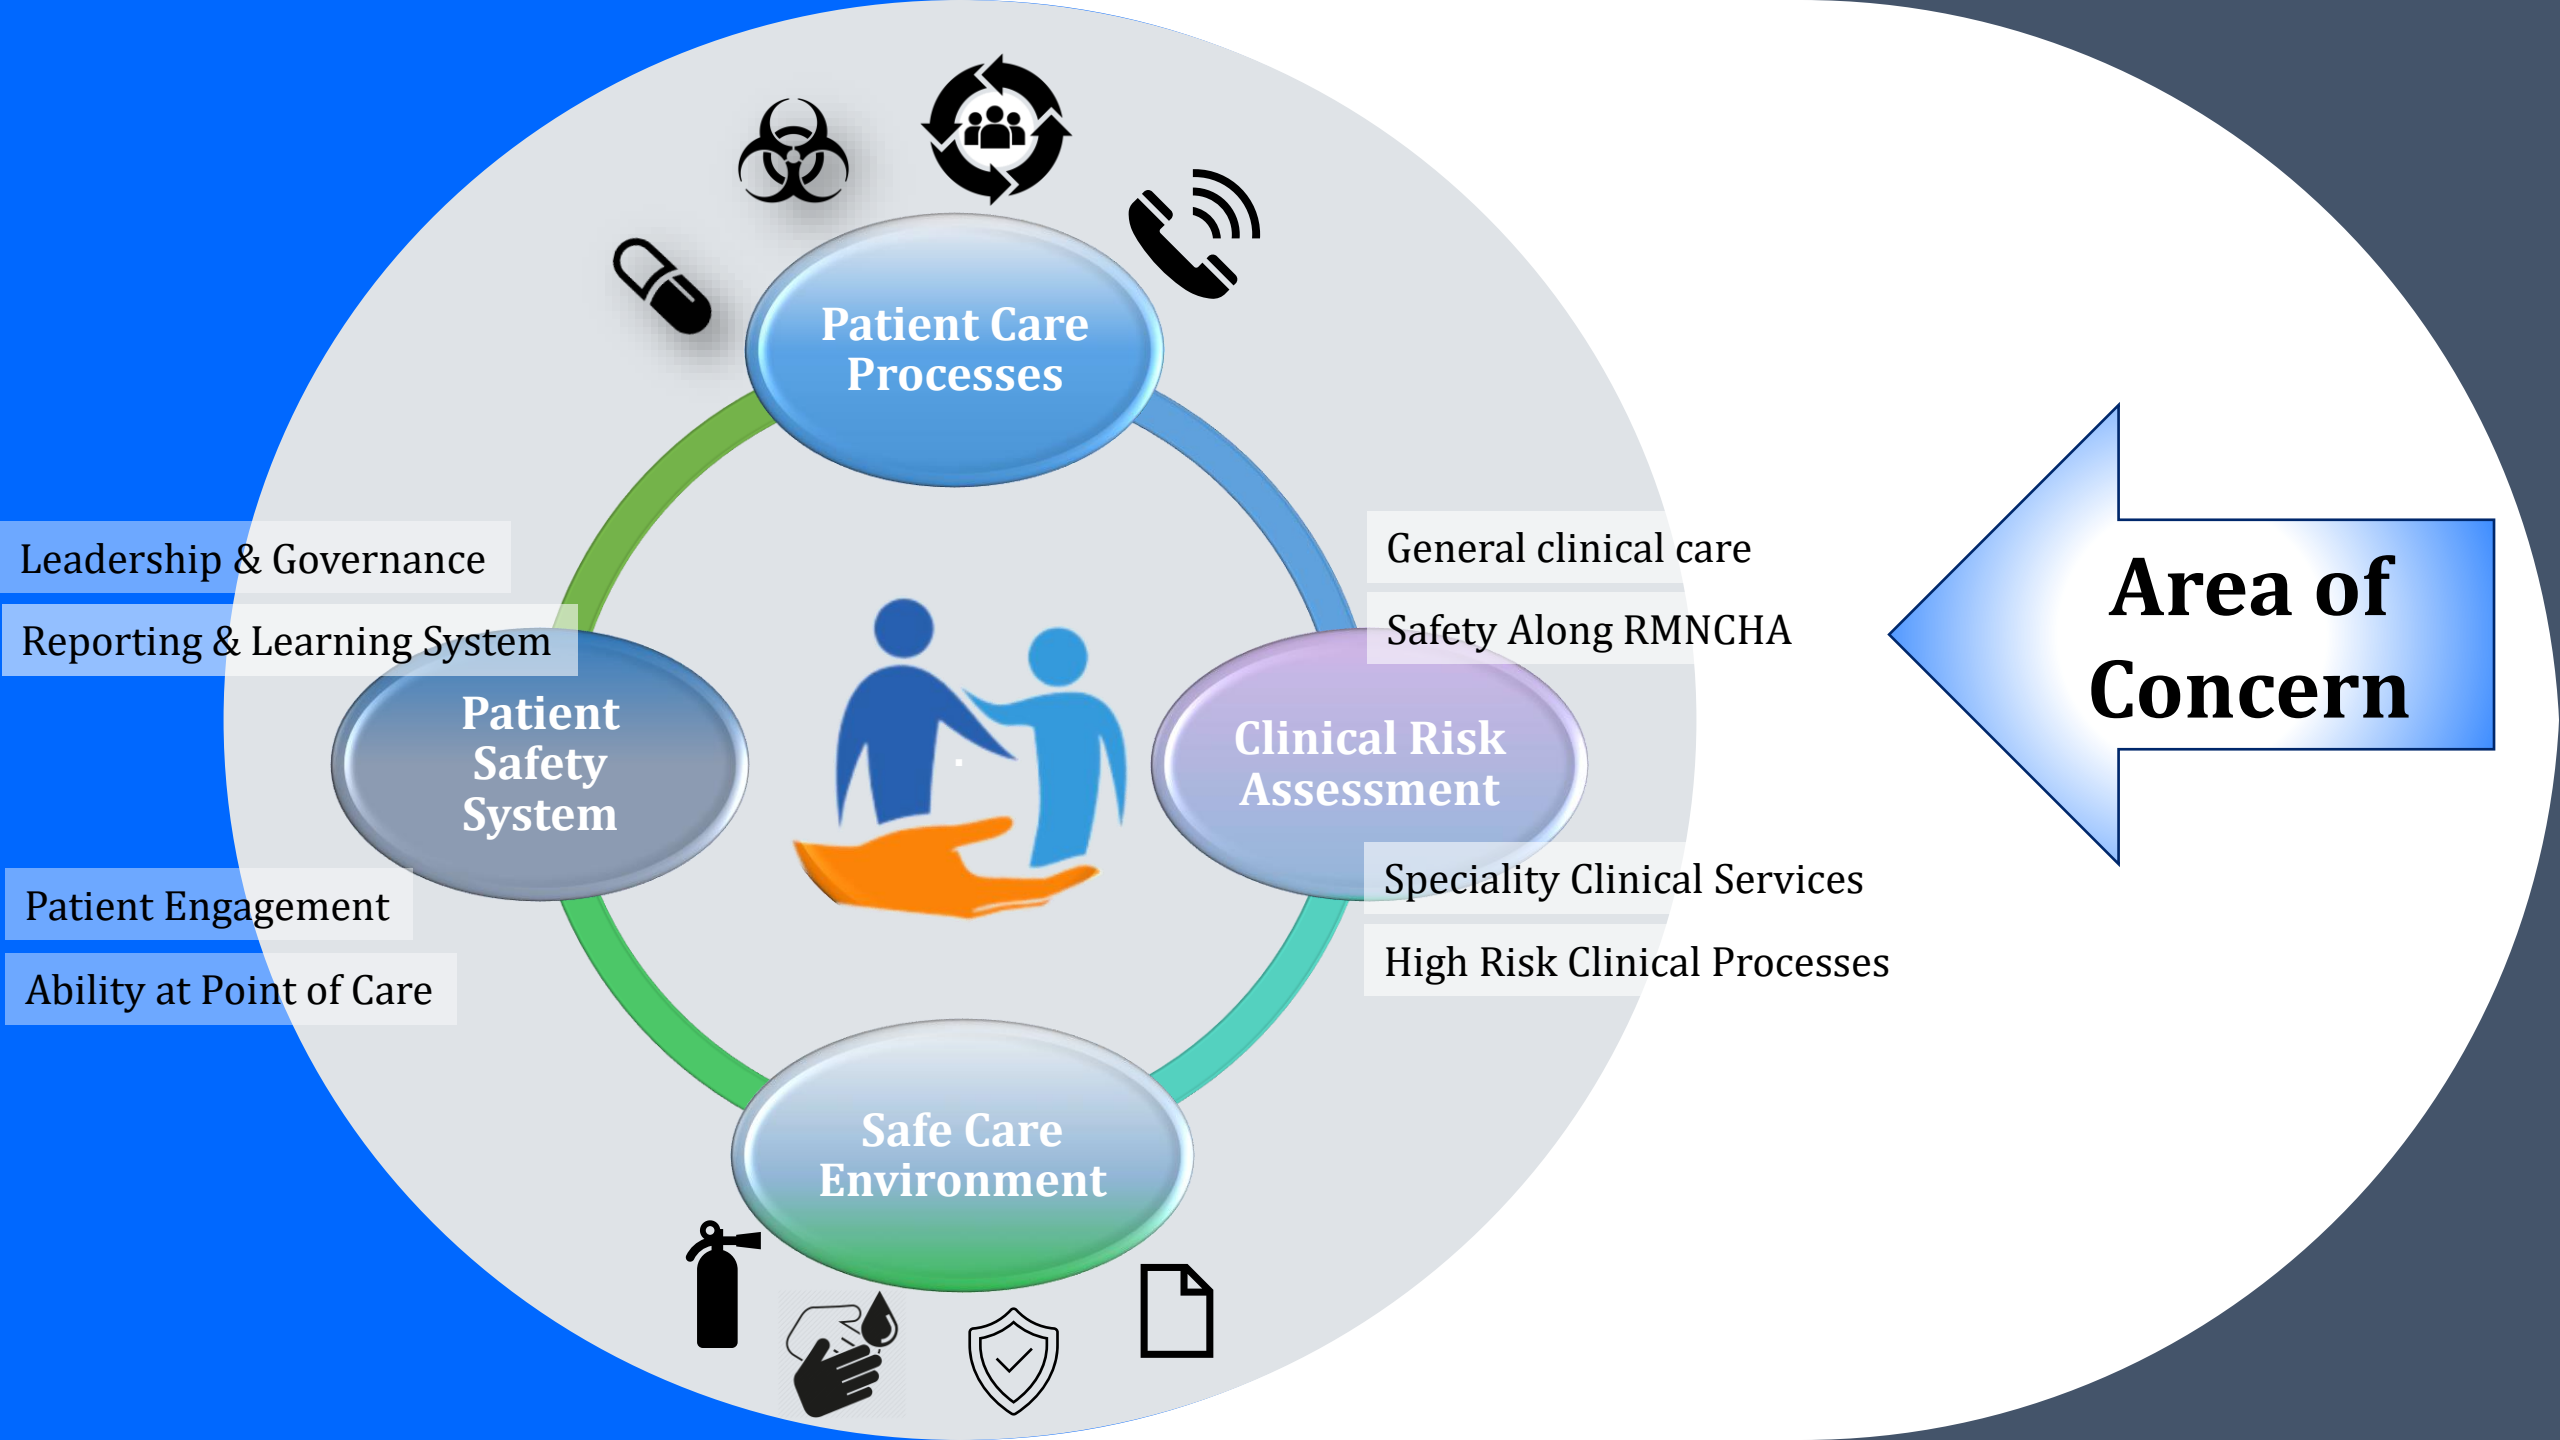 Patient Care
Processes
Leadership & Governance
Reporting & Learning System
Patient
Safety
System
Patient Engagement
Ability at Point of Care
General clinical care
Safety Along RMNCHA
Clinical Risk
Assessment
Speciality Clinical Services
High Risk Clinical Processes
Safe Care
Environment
Area of
Concern